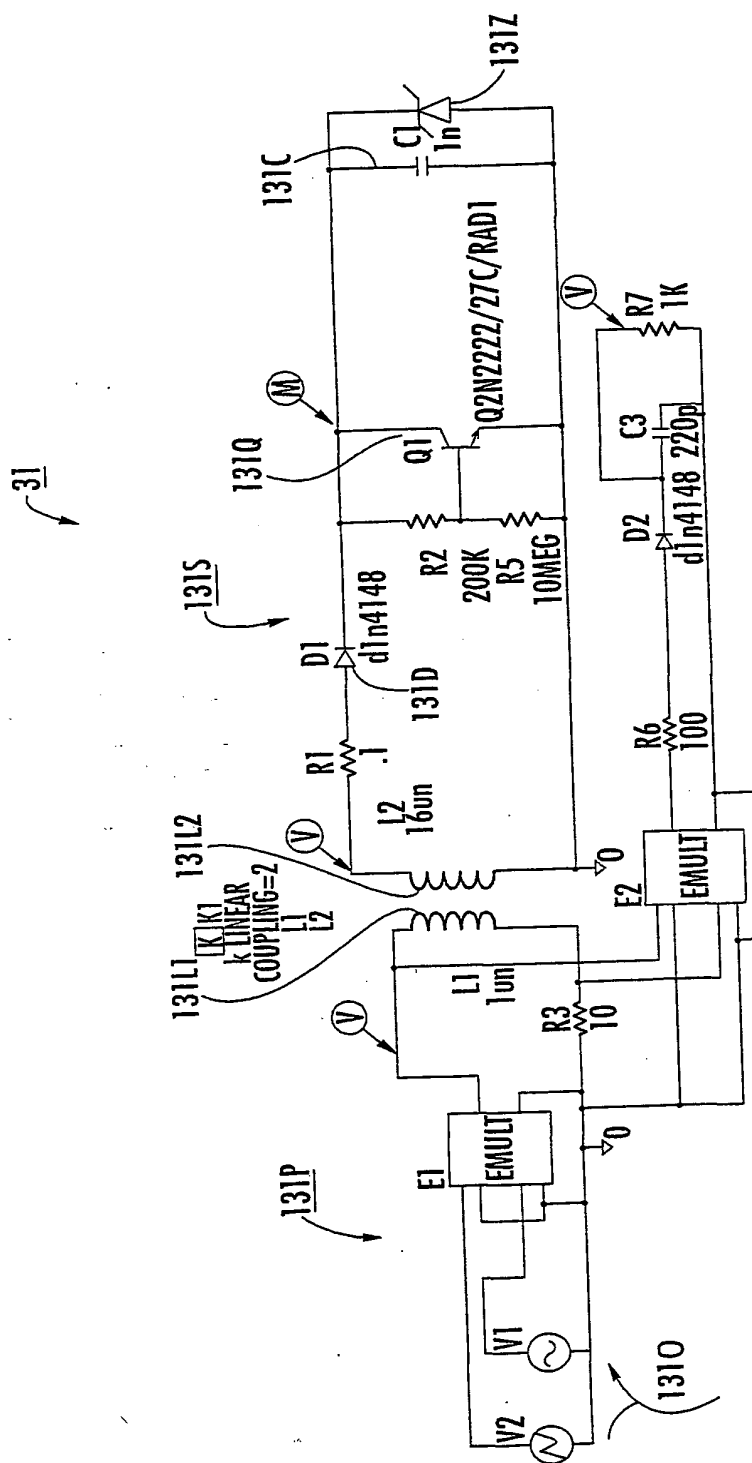 31
131P
131S
131L1
K K1
k LINEAR
COUPLING=2
L1
L2
131L2
V
V
M
R1
.1
D1
d1n4148
131D
131Q
Q1
Q2N2222/27C/RAD1
R2
200K
R5
10MEG
131C
C1
1n
131Z
L2
16un
L1
1un
0
E1
EMULT
V2
V1
131O
R3
10
0
E2
EMULT
R6
100
D2
d1n4148
C3
220p
V
R7
1K